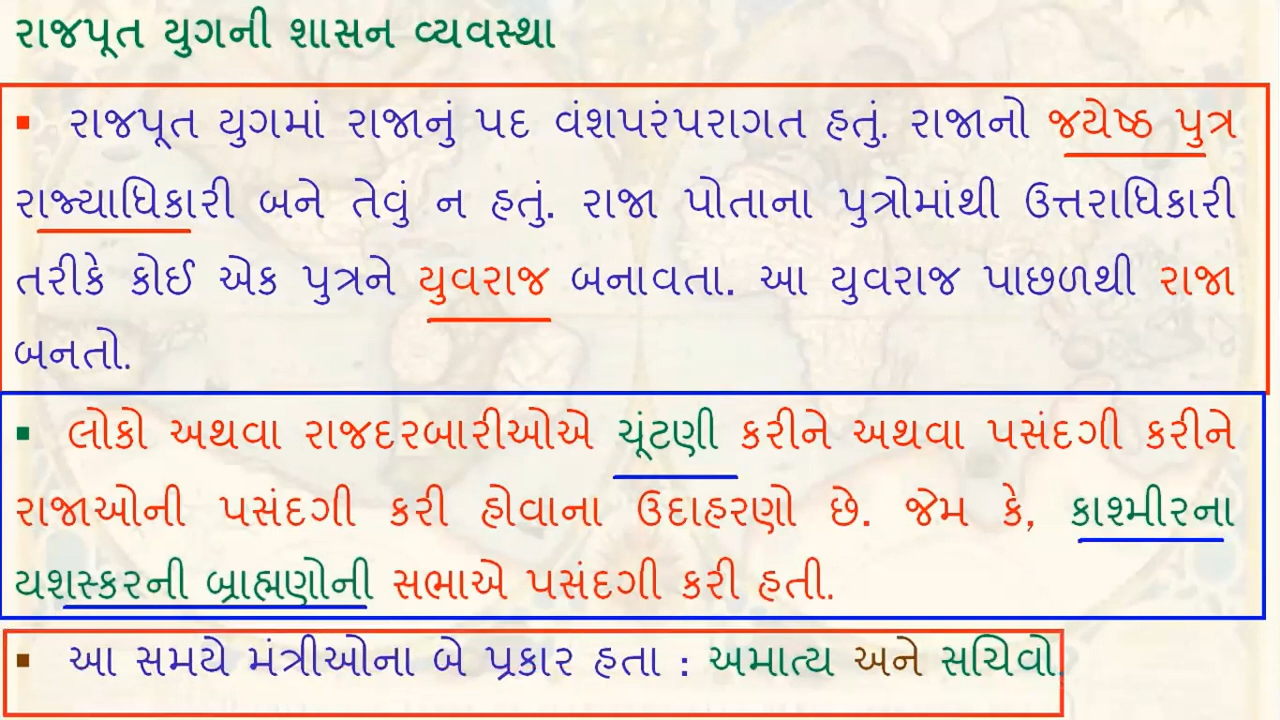 રાજપૂત યુગની શાસન વ્યવસ્થા
▪ રાજપૂત યુગમાં રાજાનું પદ વંશપરંપરાગત હતું. રાજાનો જયેષ્ઠ પુત્ર
રાજ્યાધિકારી બને તેવું ન હતું. રાજા પોતાના પુત્રોમાંથી ઉત્તરાધિકારી
તરીકે કોઈ એક પુત્રને યુવરાજ બનાવતા. આ યુવરાજ પાછળથી રાજા
બનતો.
▪ લોકો અથવા રાજદરબારીઓએ ચૂંટણી કરીને અથવા પસંદગી કરીને
રાજાઓની પસંદગી કરી હોવાના ઉદાહરણો છે. જેમ કે, કાશ્મીરના
યશસ્કરની બ્રાહ્મણોની સભાએ પસંદગી કરી હતી.
▪ આ સમયે મંત્રીઓના બે પ્રકાર હતા : અમાત્ય અને સચિવો.